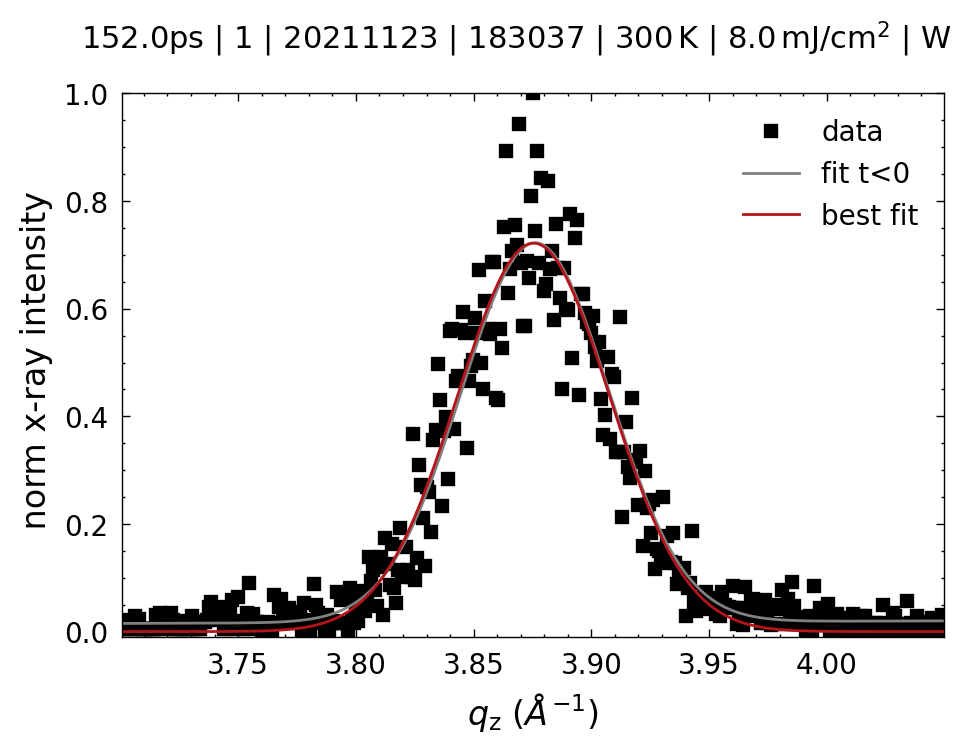 152.0ps | 1 | 20211123 | 183037 | 300 K | 8.0 mJ/cm² | W
1.0
0.8
0.6
0.4
0.2
0.0
norm x-ray intensity
data
fit t<0
best fit
3.75 3.80 3.85 3.90 3.95 4.00
q_z (Å⁻¹)